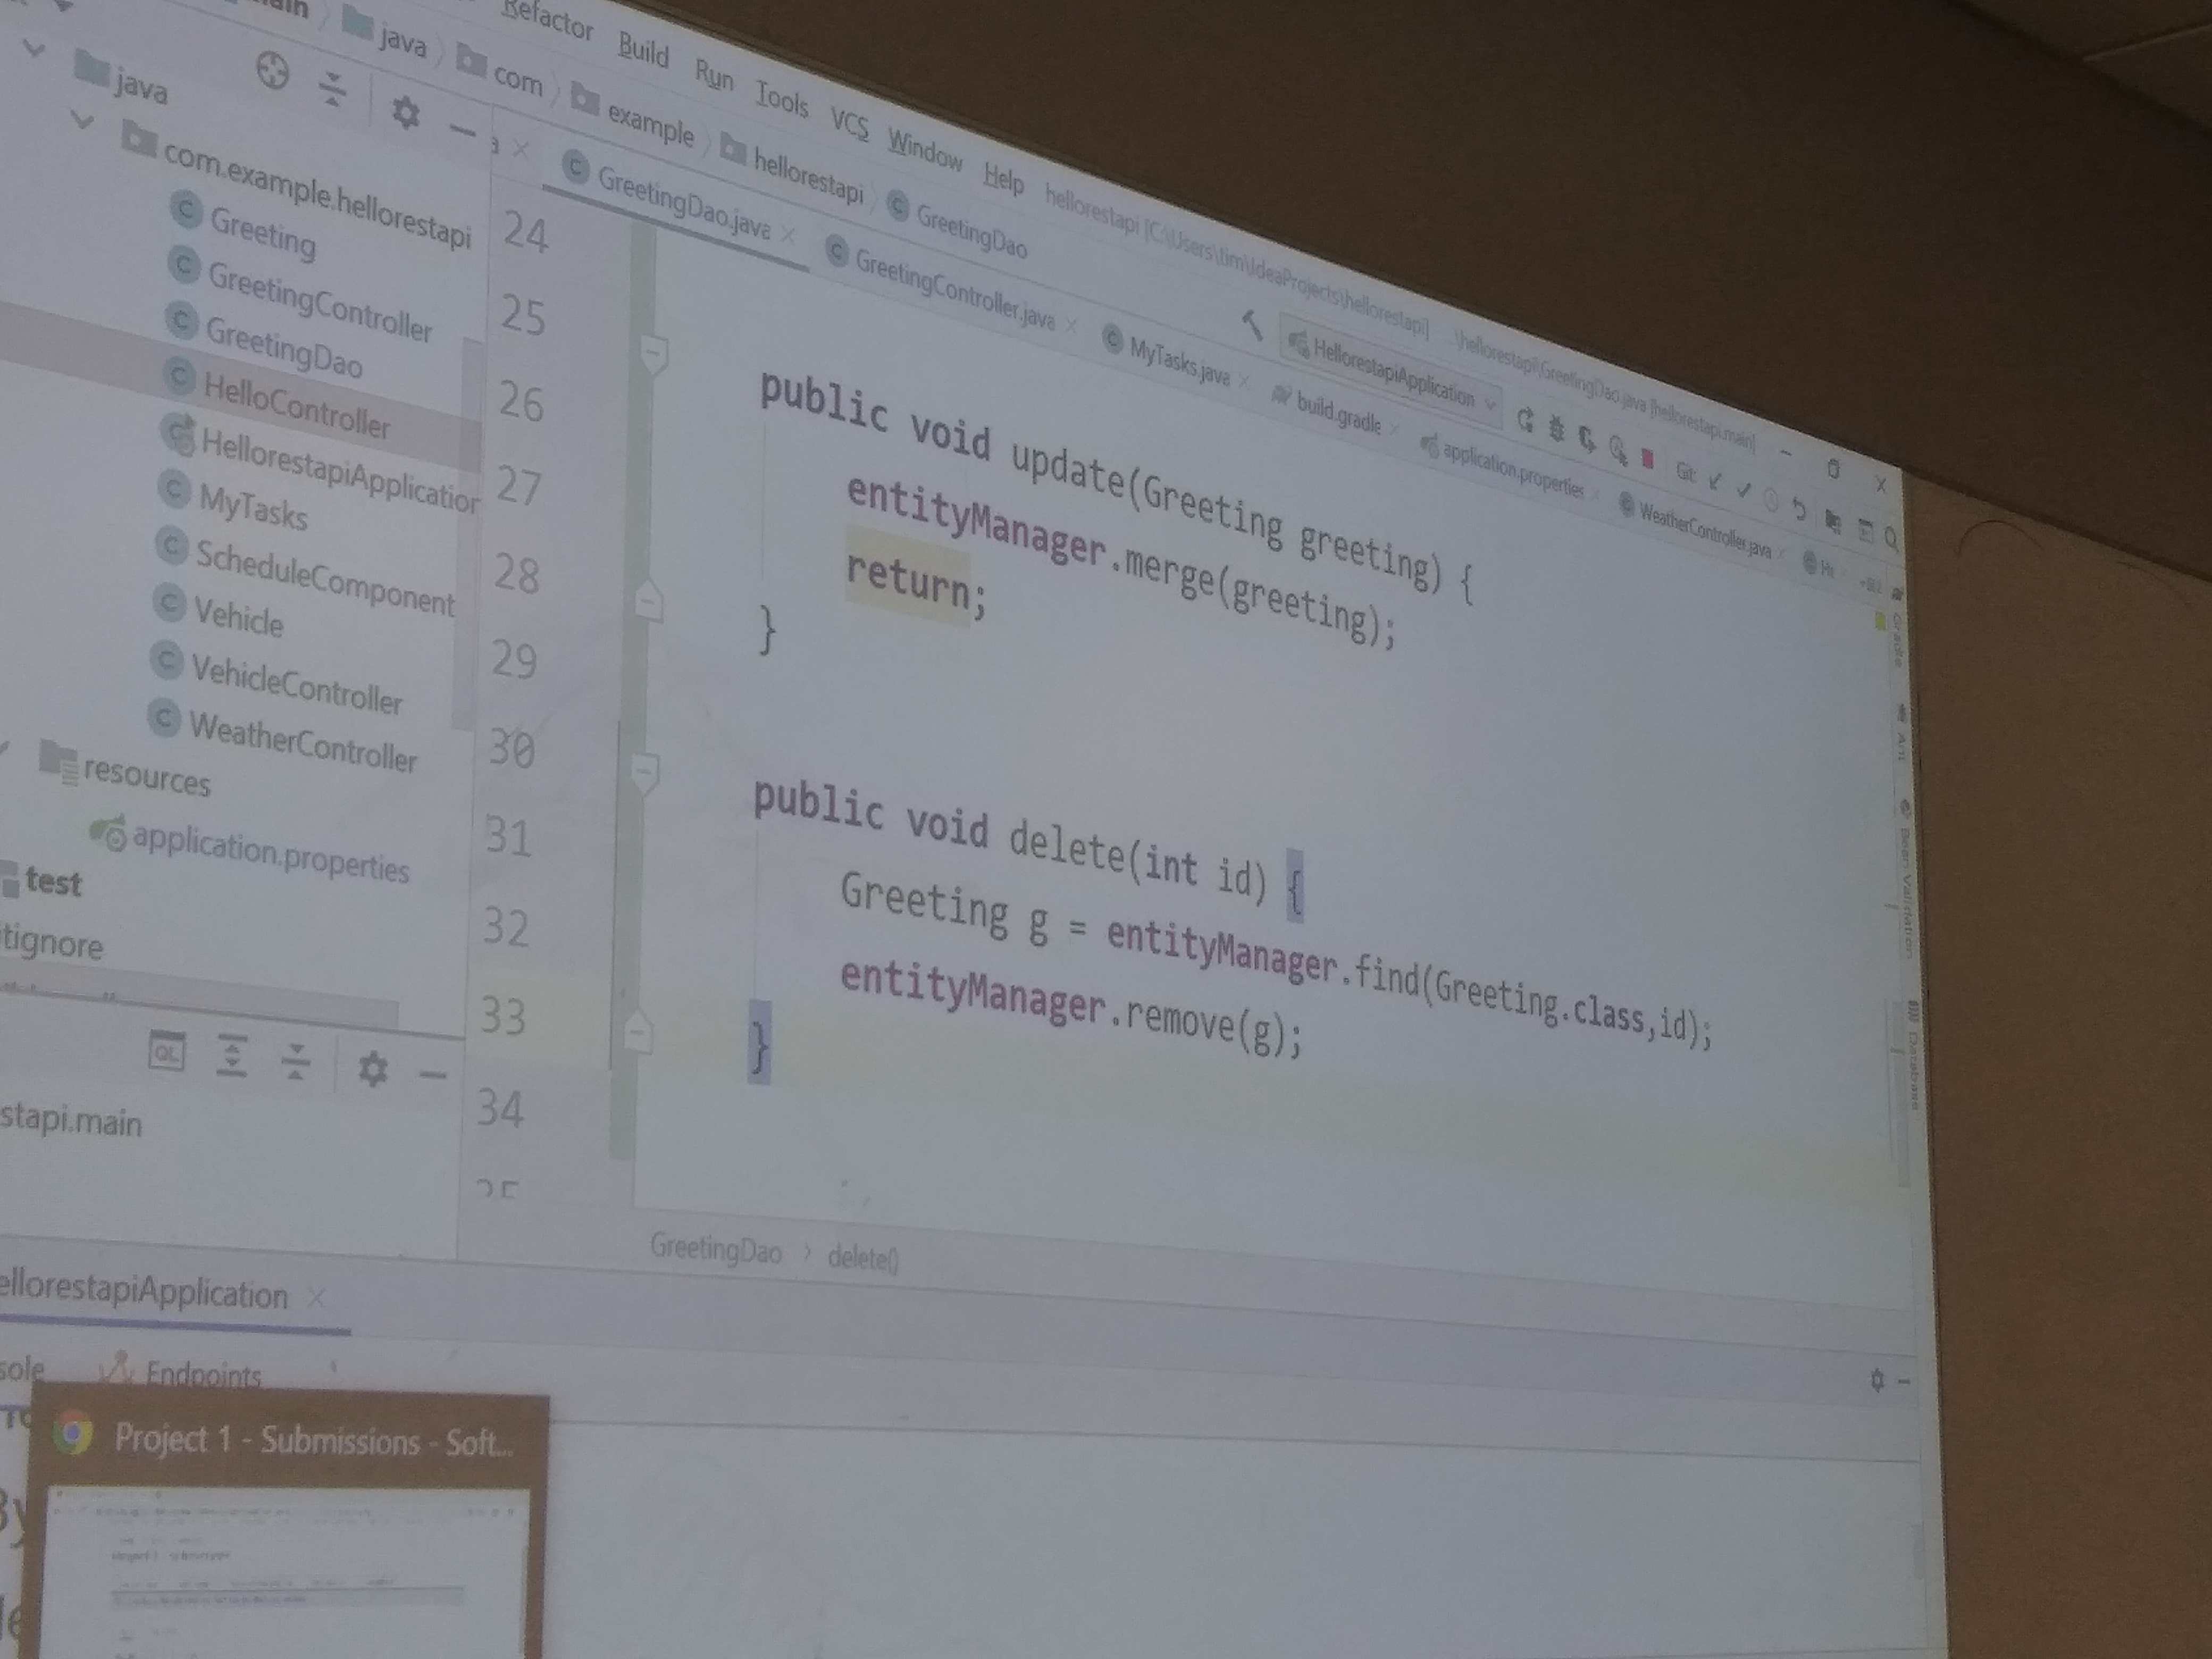 Refactor Build Run Tools VCS Window Help hellorestapi [C:\Users\tim\IdeaProjects\hellorestapi] ...\hellorestapi\GreetingDao.java [hellorestapi.main]
java com example hellorestapi GreetingDao
HellorestapiApplication
Git:
GreetingDao.java
GreetingController.java
MyTasks.java
build.gradle
application.properties
WeatherController.java
java
com.example.hellorestapi
Greeting
GreetingController
GreetingDao
HelloController
HellorestapiApplication
MyTasks
ScheduleComponent
Vehicle
VehicleController
WeatherController
resources
application.properties
test
24
25
26
27
28
29
30
31
32
33
34
35
public void update(Greeting greeting) {
entityManager.merge(greeting);
return;
}
public void delete(int id) {
Greeting g = entityManager.find(Greeting.class,id);
entityManager.remove(g);
}
GreetingDao > delete()
Gradle
Ant
Bean Validation
Database
QL
stapi.main
ellorestapiApplication
sole Endpoints
Project 1 - Submissions - Soft...